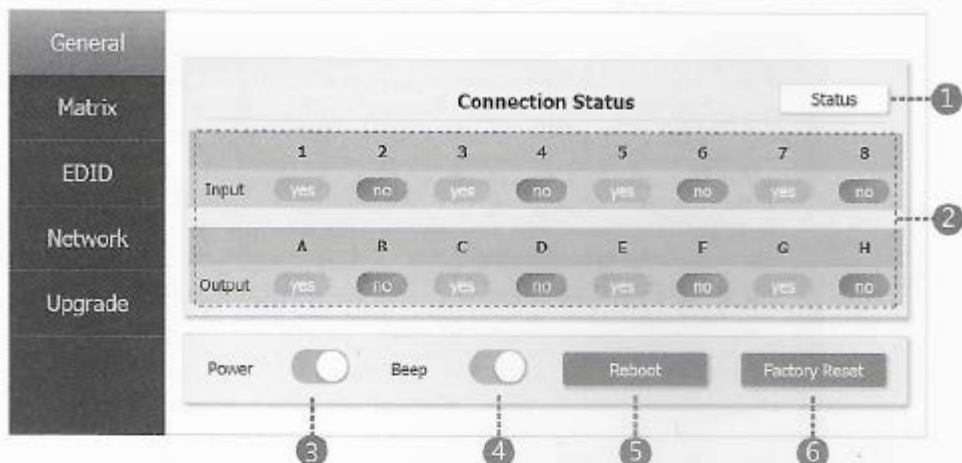 General
Matrix
EDID
Network
Upgrade
Connection Status
Status
1
1 2 3 4 5 6 7 8
Input yes no yes no yes no yes no
2
A B C D E F G H
Output yes no yes no yes no yes no
Power Beep Reboot Factory Reset
3 4 5 6